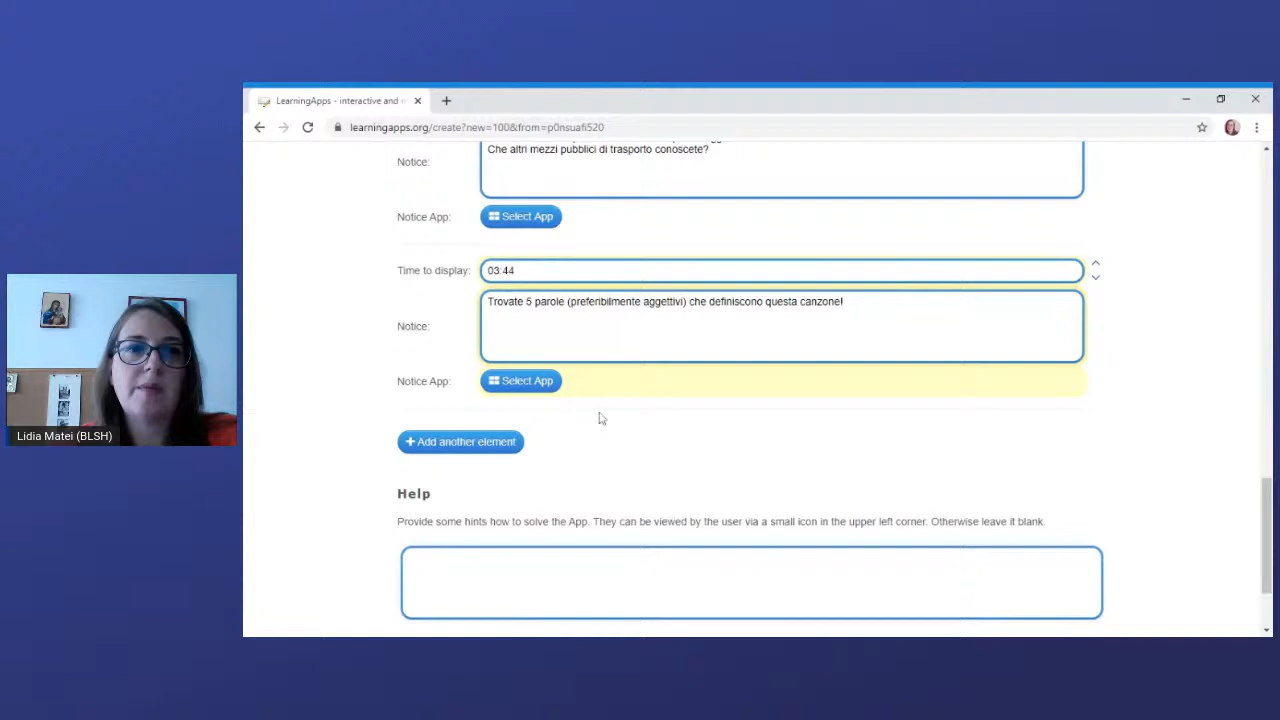 LearningApps - interactive and
learningapps.org/create?new=100&from=p0nsuafi520
Che altri mezzi pubblici di trasporto conoscete?
Notice:
Notice App:
Select App
Time to display:
03:44
Trovate 5 parole (preferibilmente aggettivi) che definiscono questa canzone!
Notice:
Notice App:
Select App
+ Add another element
Lidia Matei (BLSH)
Help
Provide some hints how to solve the App. They can be viewed by the user via a small icon in the upper left corner. Otherwise leave it blank.